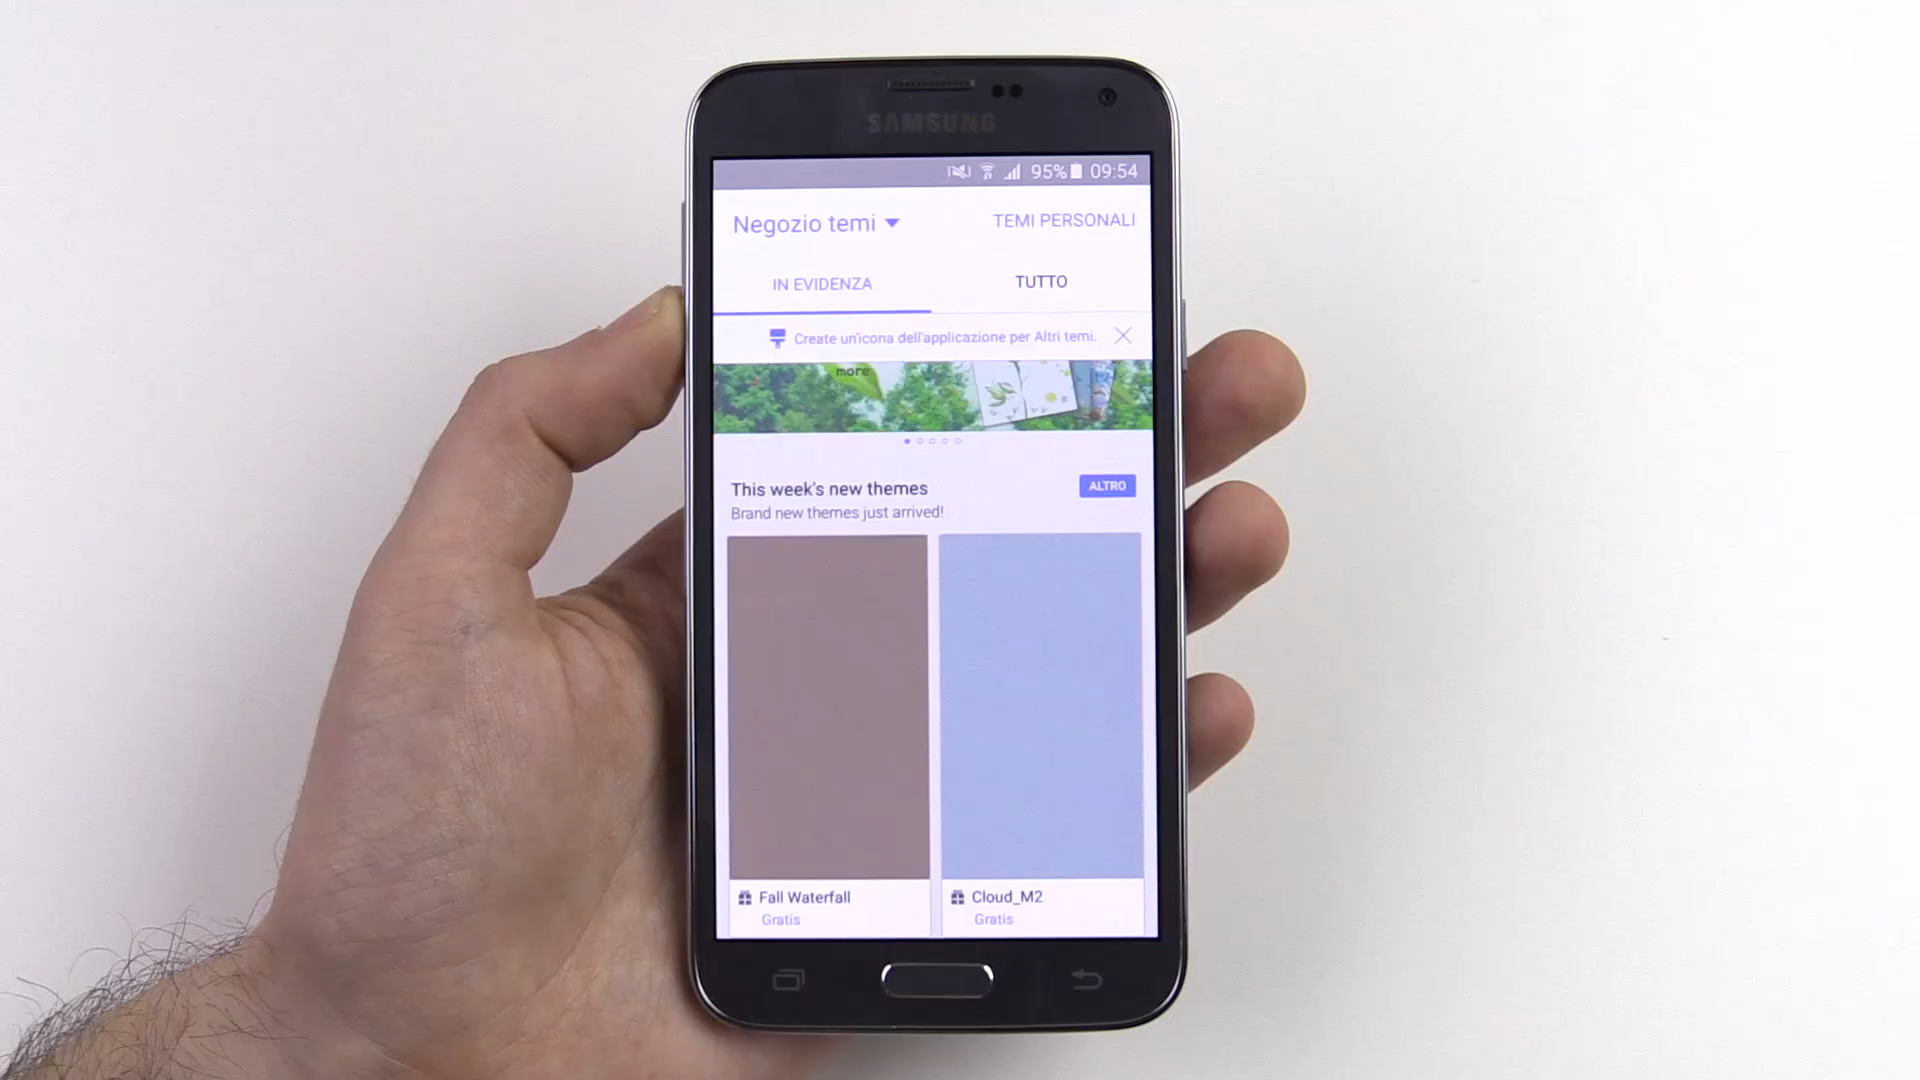 SAMSUNG
95% 09:54
Negozio temi TEMI PERSONALI
IN EVIDENZA TUTTO
Create un'icona dell'applicazione per Altri temi.
more
This week's new themes ALTRO
Brand new themes just arrived!
Fall Waterfall
Gratis
Cloud_M2
Gratis